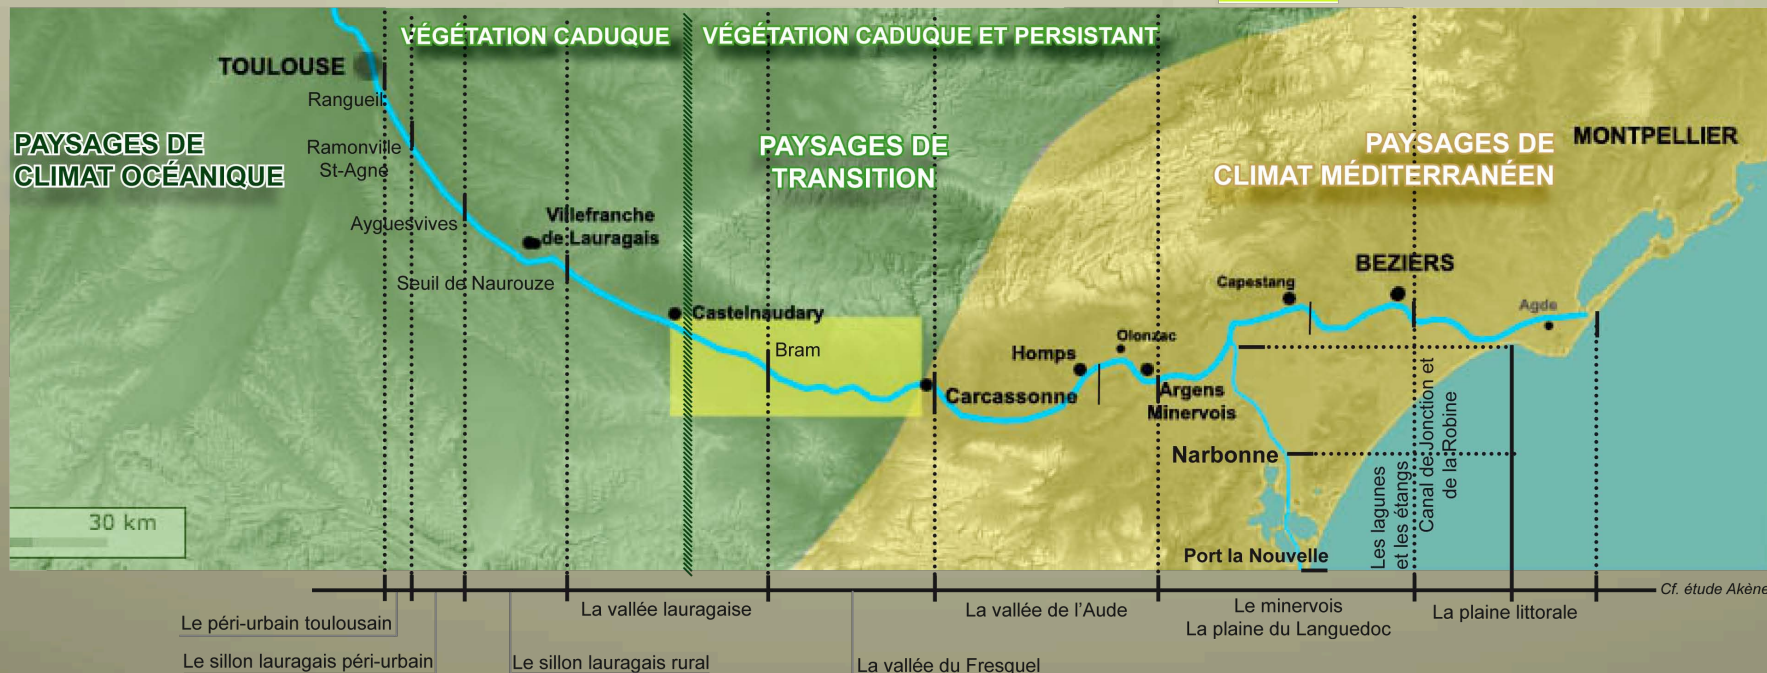 VÉGÉTATION CADUQUE
VÉGÉTATION CADUQUE ET PERSISTANT
TOULOUSE
Rangueil
PAYSAGES DE
CLIMAT OCÉANIQUE
Ramonville
St-Agne
PAYSAGES DE
TRANSITION
PAYSAGES DE
CLIMAT MÉDITERRANÉEN
MONTPELLIER
Ayguesvives
Villefranche
de Lauragais
Seuil de Naurouze
BEZIERS
Capestang
Castelnaudary
Agde
Bram
Olonzac
Homps
Carcassonne
Argens
Minervois
Narbonne
Canal de Jonction et
de la Robine
Les lagunes
et les étangs
30 km
Port la Nouvelle
Cf. étude Akène
La vallée lauragaise
La vallée de l'Aude
Le minervois
La plaine du Languedoc
La plaine littorale
Le péri-urbain toulousain
Le sillon lauragais péri-urbain
Le sillon lauragais rural
La vallée du Fresquel